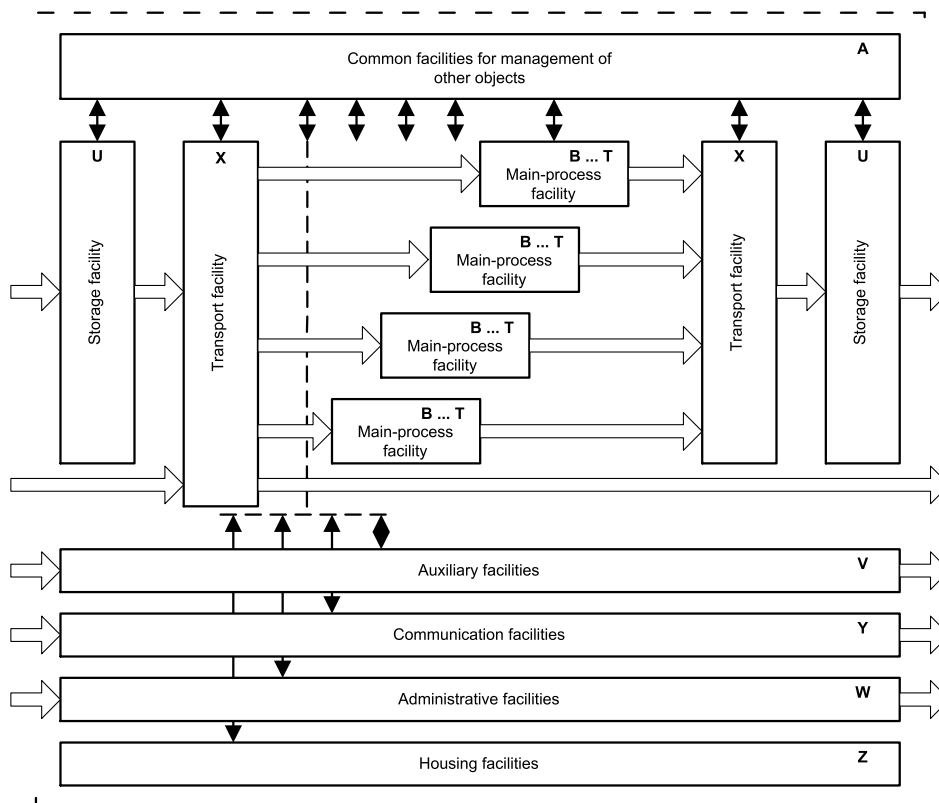 A
Common facilities for management of
other objects
U
Storage facility
X
Transport facility
B ... T
Main-process
facility
B ... T
Main-process
facility
B ... T
Main-process
facility
B ... T
Main-process
facility
X
Transport facility
U
Storage facility
Auxiliary facilities V
Communication facilities Y
Administrative facilities W
Housing facilities Z